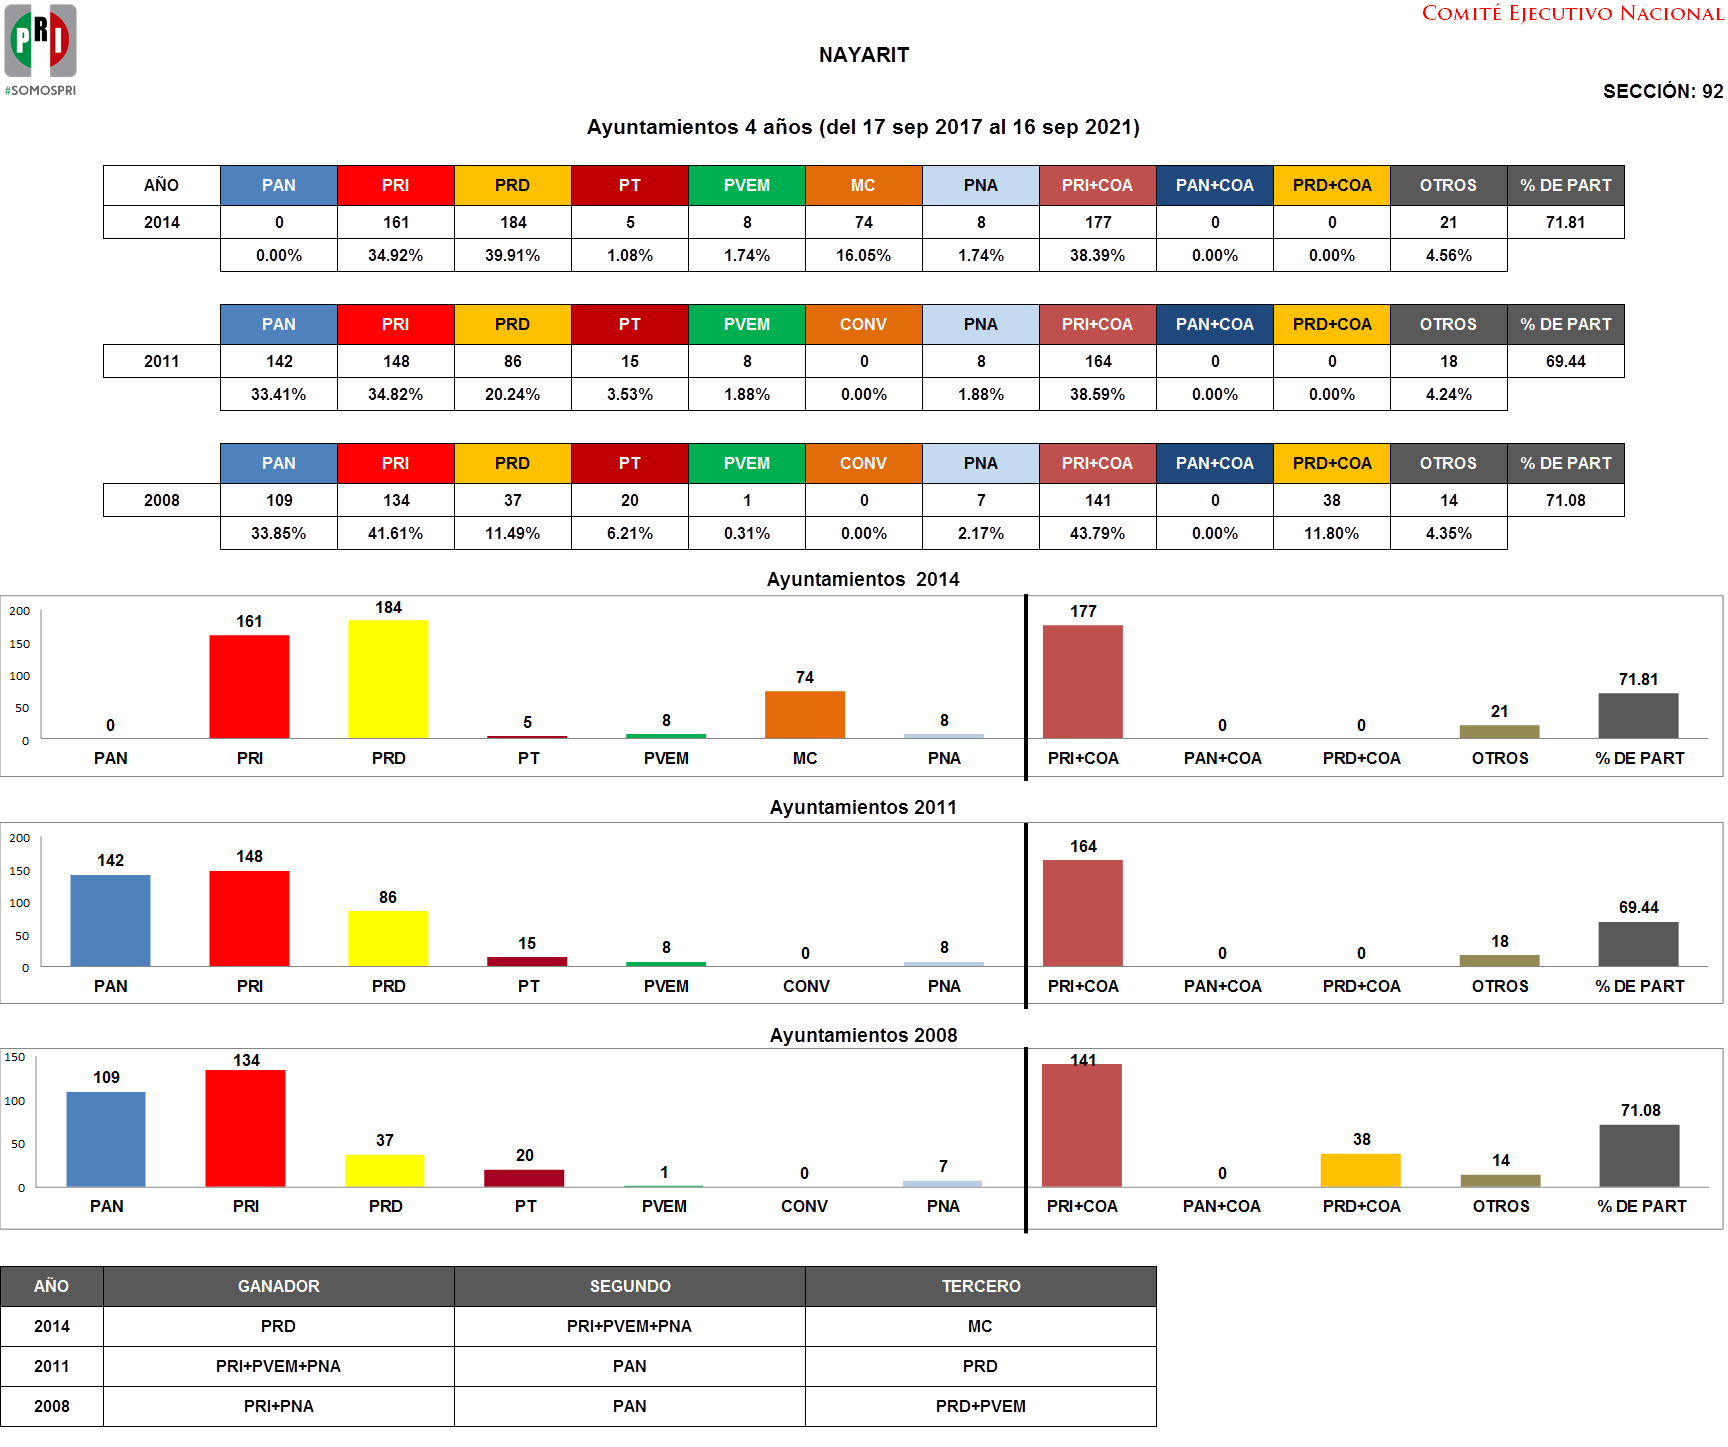 COMITÉ EJECUTIVO NACIONAL
PRI
#SOMOSPRI
NAYARIT
SECCIÓN: 92
Ayuntamientos 4 años (del 17 sep 2017 al 16 sep 2021)
AÑO PAN PRI PRD PT PVEM MC PNA PRI+COA PAN+COA PRD+COA OTROS % DE PART
2014 0 161 184 5 8 74 8 177 0 0 21 71.81
0.00% 34.92% 39.91% 1.08% 1.74% 16.05% 1.74% 38.39% 0.00% 0.00% 4.56%
PAN PRI PRD PT PVEM CONV PNA PRI+COA PAN+COA PRD+COA OTROS % DE PART
2011 142 148 86 15 8 0 8 164 0 0 18 69.44
33.41% 34.82% 20.24% 3.53% 1.88% 0.00% 1.88% 38.59% 0.00% 0.00% 4.24%
PAN PRI PRD PT PVEM CONV PNA PRI+COA PAN+COA PRD+COA OTROS % DE PART
2008 109 134 37 20 1 0 7 141 0 38 14 71.08
33.85% 41.61% 11.49% 6.21% 0.31% 0.00% 2.17% 43.79% 0.00% 11.80% 4.35%
Ayuntamientos 2014
200
150
100
50
0
0 161 184 5 8 74 8 177 0 0 21 71.81
PAN PRI PRD PT PVEM MC PNA PRI+COA PAN+COA PRD+COA OTROS % DE PART
Ayuntamientos 2011
200
150
100
50
0
142 148 86 15 8 0 8 164 0 0 18 69.44
PAN PRI PRD PT PVEM CONV PNA PRI+COA PAN+COA PRD+COA OTROS % DE PART
Ayuntamientos 2008
150
100
50
0
109 134 37 20 1 0 7 141 0 38 14 71.08
PAN PRI PRD PT PVEM CONV PNA PRI+COA PAN+COA PRD+COA OTROS % DE PART
AÑO GANADOR SEGUNDO TERCERO
2014 PRD PRI+PVEM+PNA MC
2011 PRI+PVEM+PNA PAN PRD
2008 PRI+PNA PAN PRD+PVEM